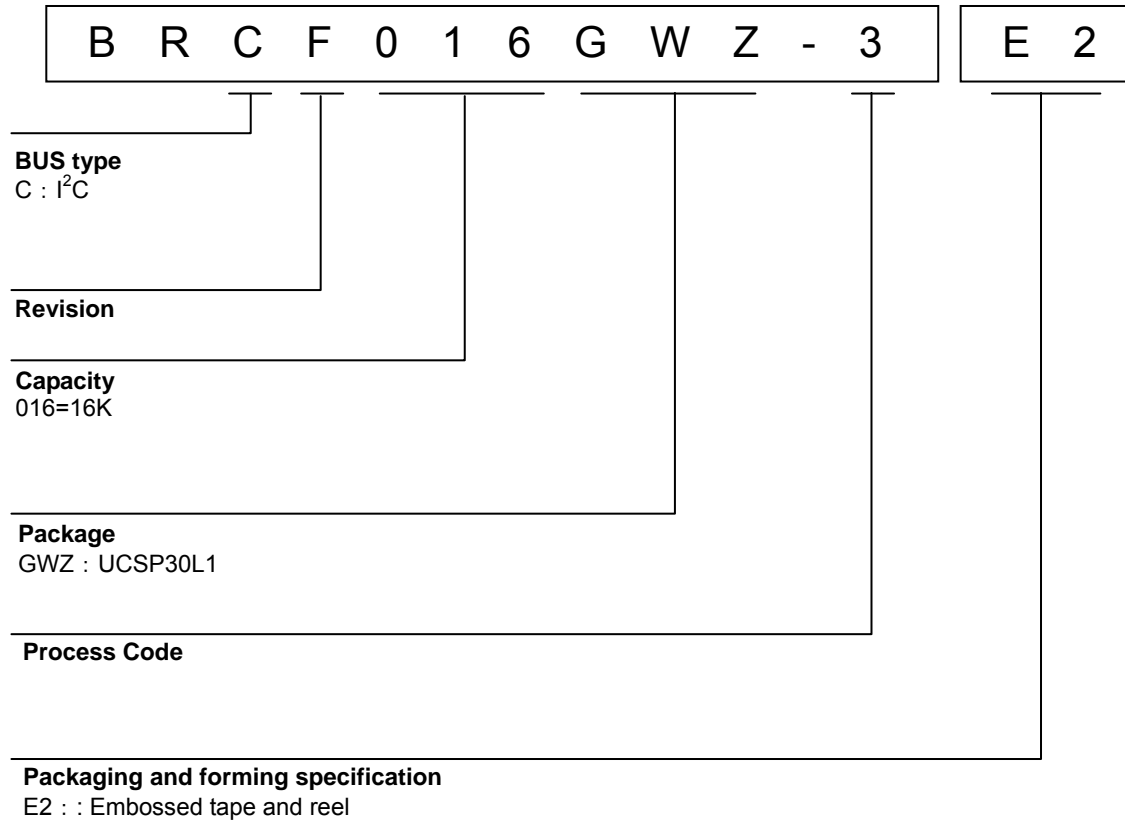 B R C F 0 1 6 G W Z - 3 E 2
BUS type
C : I²C
Revision
Capacity
016=16K
Package
GWZ : UCSP30L1
Process Code
Packaging and forming specification
E2 : : Embossed tape and reel